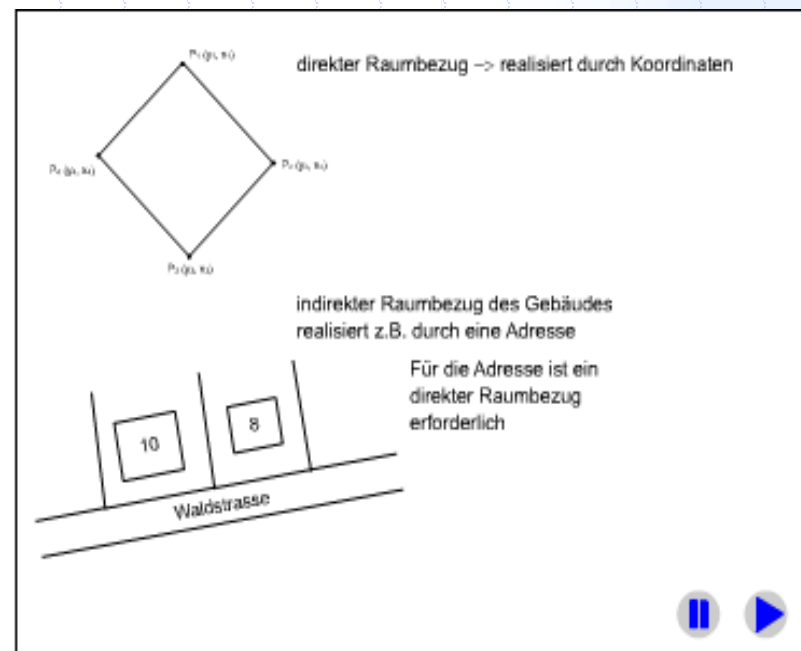 direkter Raumbezug –> realisiert durch Koordinaten
indirekter Raumbezug des Gebäudes
realisiert z.B. durch eine Adresse
Für die Adresse ist ein
direkter Raumbezug
erforderlich
10
8
Waldstrasse